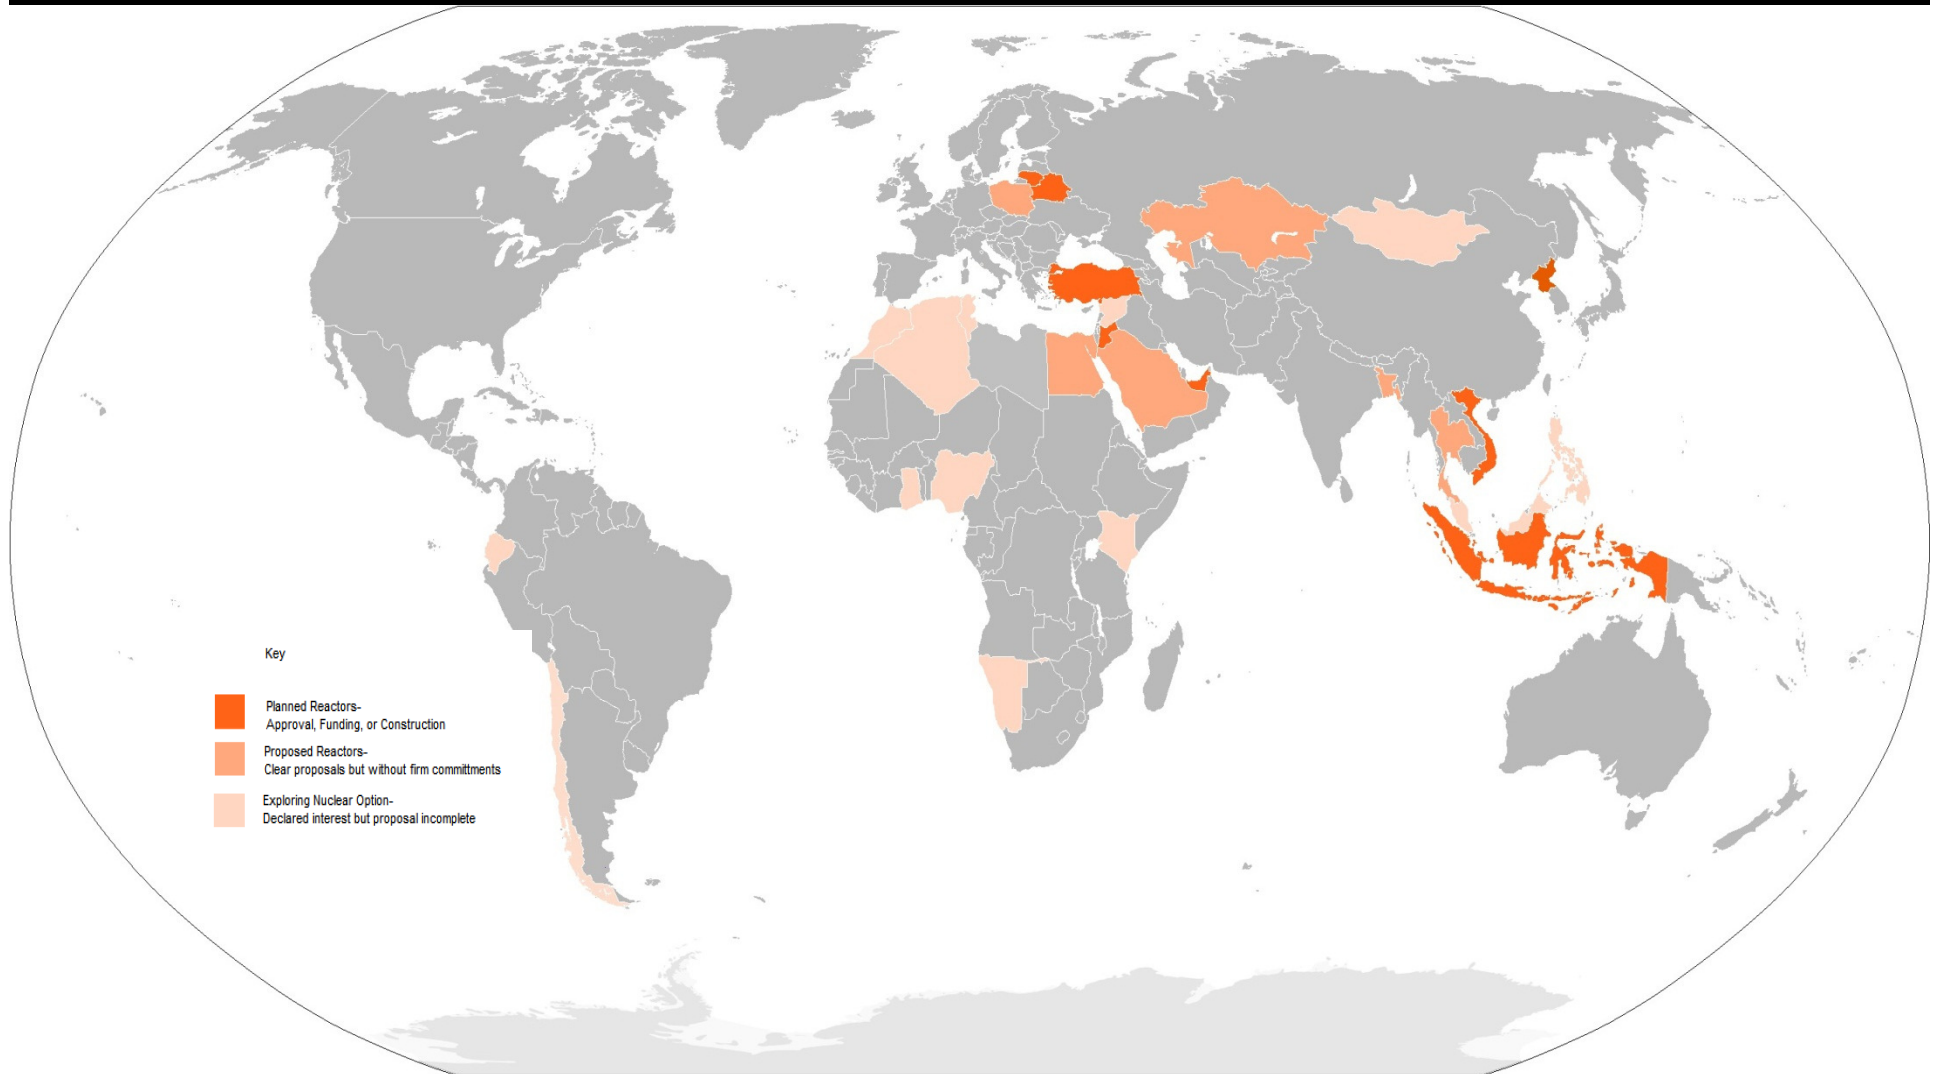 Key
Planned Reactors-
Approval, Funding, or Construction
Proposed Reactors-
Clear proposals but without firm committments
Exploring Nuclear Option-
Declared interest but proposal incomplete